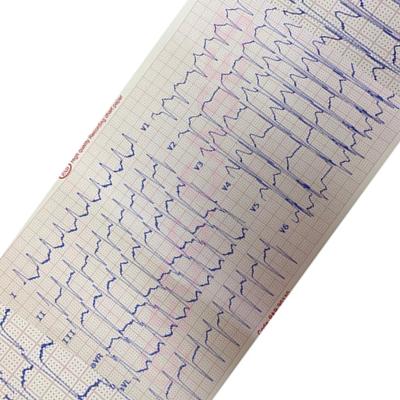 High Quality Recording chart paper
V1
V2
V3
V4
V5
V6
I
II
III
aVR
aVL